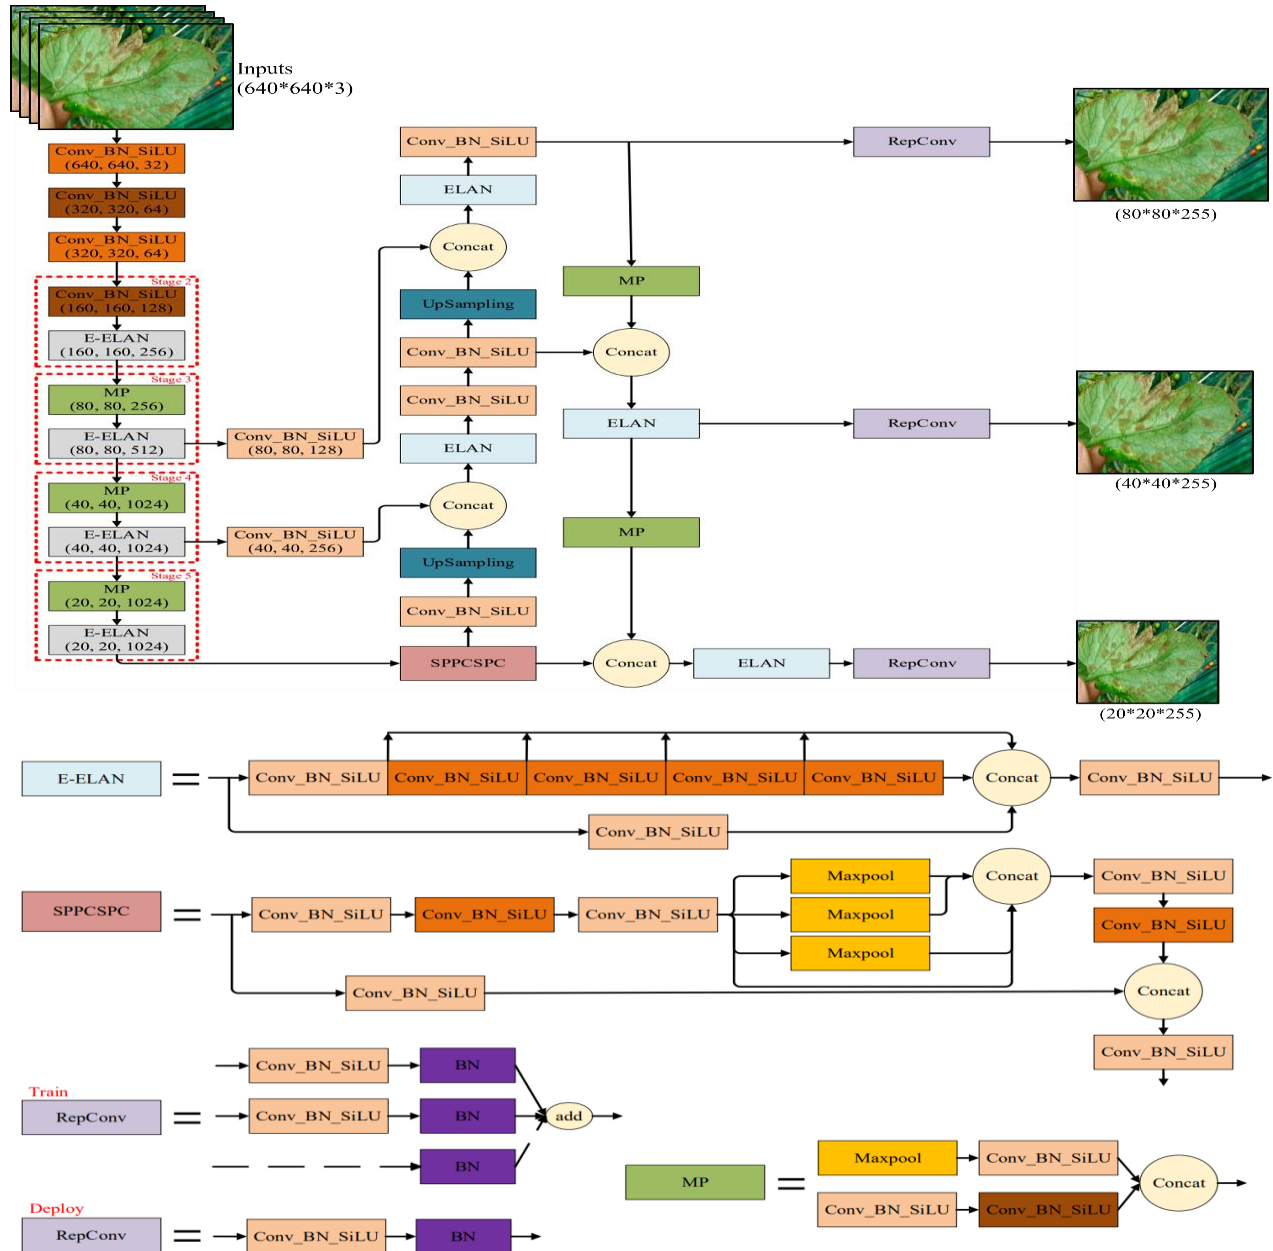 Inputs
(640*640*3)
Conv_BN_SiLU
(640, 640, 32)
Conv_BN_SiLU
(320, 320, 64)
Conv_BN_SiLU
(320, 320, 64)
Stage 2
Conv_BN_SiLU
(160, 160, 128)
E-ELAN
(160, 160, 256)
Stage 3
MP
(80, 80, 256)
E-ELAN
(80, 80, 512)
Stage 4
MP
(40, 40, 1024)
E-ELAN
(40, 40, 1024)
Stage 5
MP
(20, 20, 1024)
E-ELAN
(20, 20, 1024)
Conv_BN_SiLU
(80, 80, 128)
Conv_BN_SiLU
(40, 40, 256)
Conv_BN_SiLU
ELAN
Concat
UpSampling
Conv_BN_SiLU
Conv_BN_SiLU
ELAN
Concat
UpSampling
Conv_BN_SiLU
SPPCSPC
MP
Concat
ELAN
MP
Concat
ELAN
RepConv
RepConv
RepConv
(80*80*255)
(40*40*255)
(20*20*255)
E-ELAN
=
Conv_BN_SiLU
Conv_BN_SiLU
Conv_BN_SiLU
Conv_BN_SiLU
Conv_BN_SiLU
Concat
Conv_BN_SiLU
Conv_BN_SiLU
SPPCSPC
=
Conv_BN_SiLU
Conv_BN_SiLU
Conv_BN_SiLU
Maxpool
Maxpool
Maxpool
Concat
Conv_BN_SiLU
Conv_BN_SiLU
Conv_BN_SiLU
Concat
Conv_BN_SiLU
Train
RepConv
=
Conv_BN_SiLU
BN
Conv_BN_SiLU
BN
BN
add
Deploy
RepConv
=
Conv_BN_SiLU
BN
MP
=
Maxpool
Conv_BN_SiLU
Conv_BN_SiLU
Conv_BN_SiLU
Concat